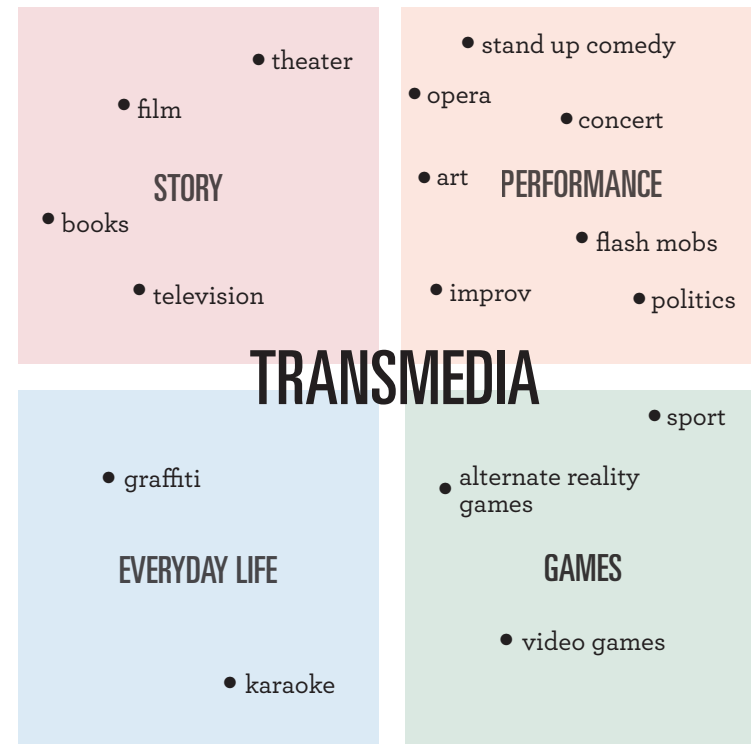 theater
film
STORY
books
television
stand up comedy
opera
concert
art
PERFORMANCE
flash mobs
improv
politics
TRANSMEDIA
graffiti
EVERYDAY LIFE
karaoke
sport
alternate reality
games
GAMES
video games